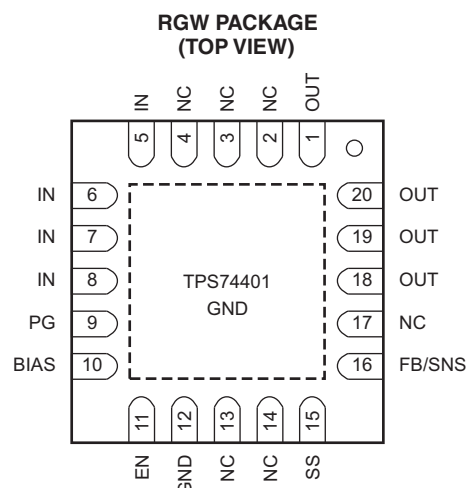 RGW PACKAGE
(TOP VIEW)
IN NC NC NC OUT
5 4 3 2 1
IN 6 20 OUT
IN 7 19 OUT
IN 8 TPS74401 18 OUT
GND
PG 9 17 NC
BIAS 10 16 FB/SNS
11 12 13 14 15
EN GND NC NC SS